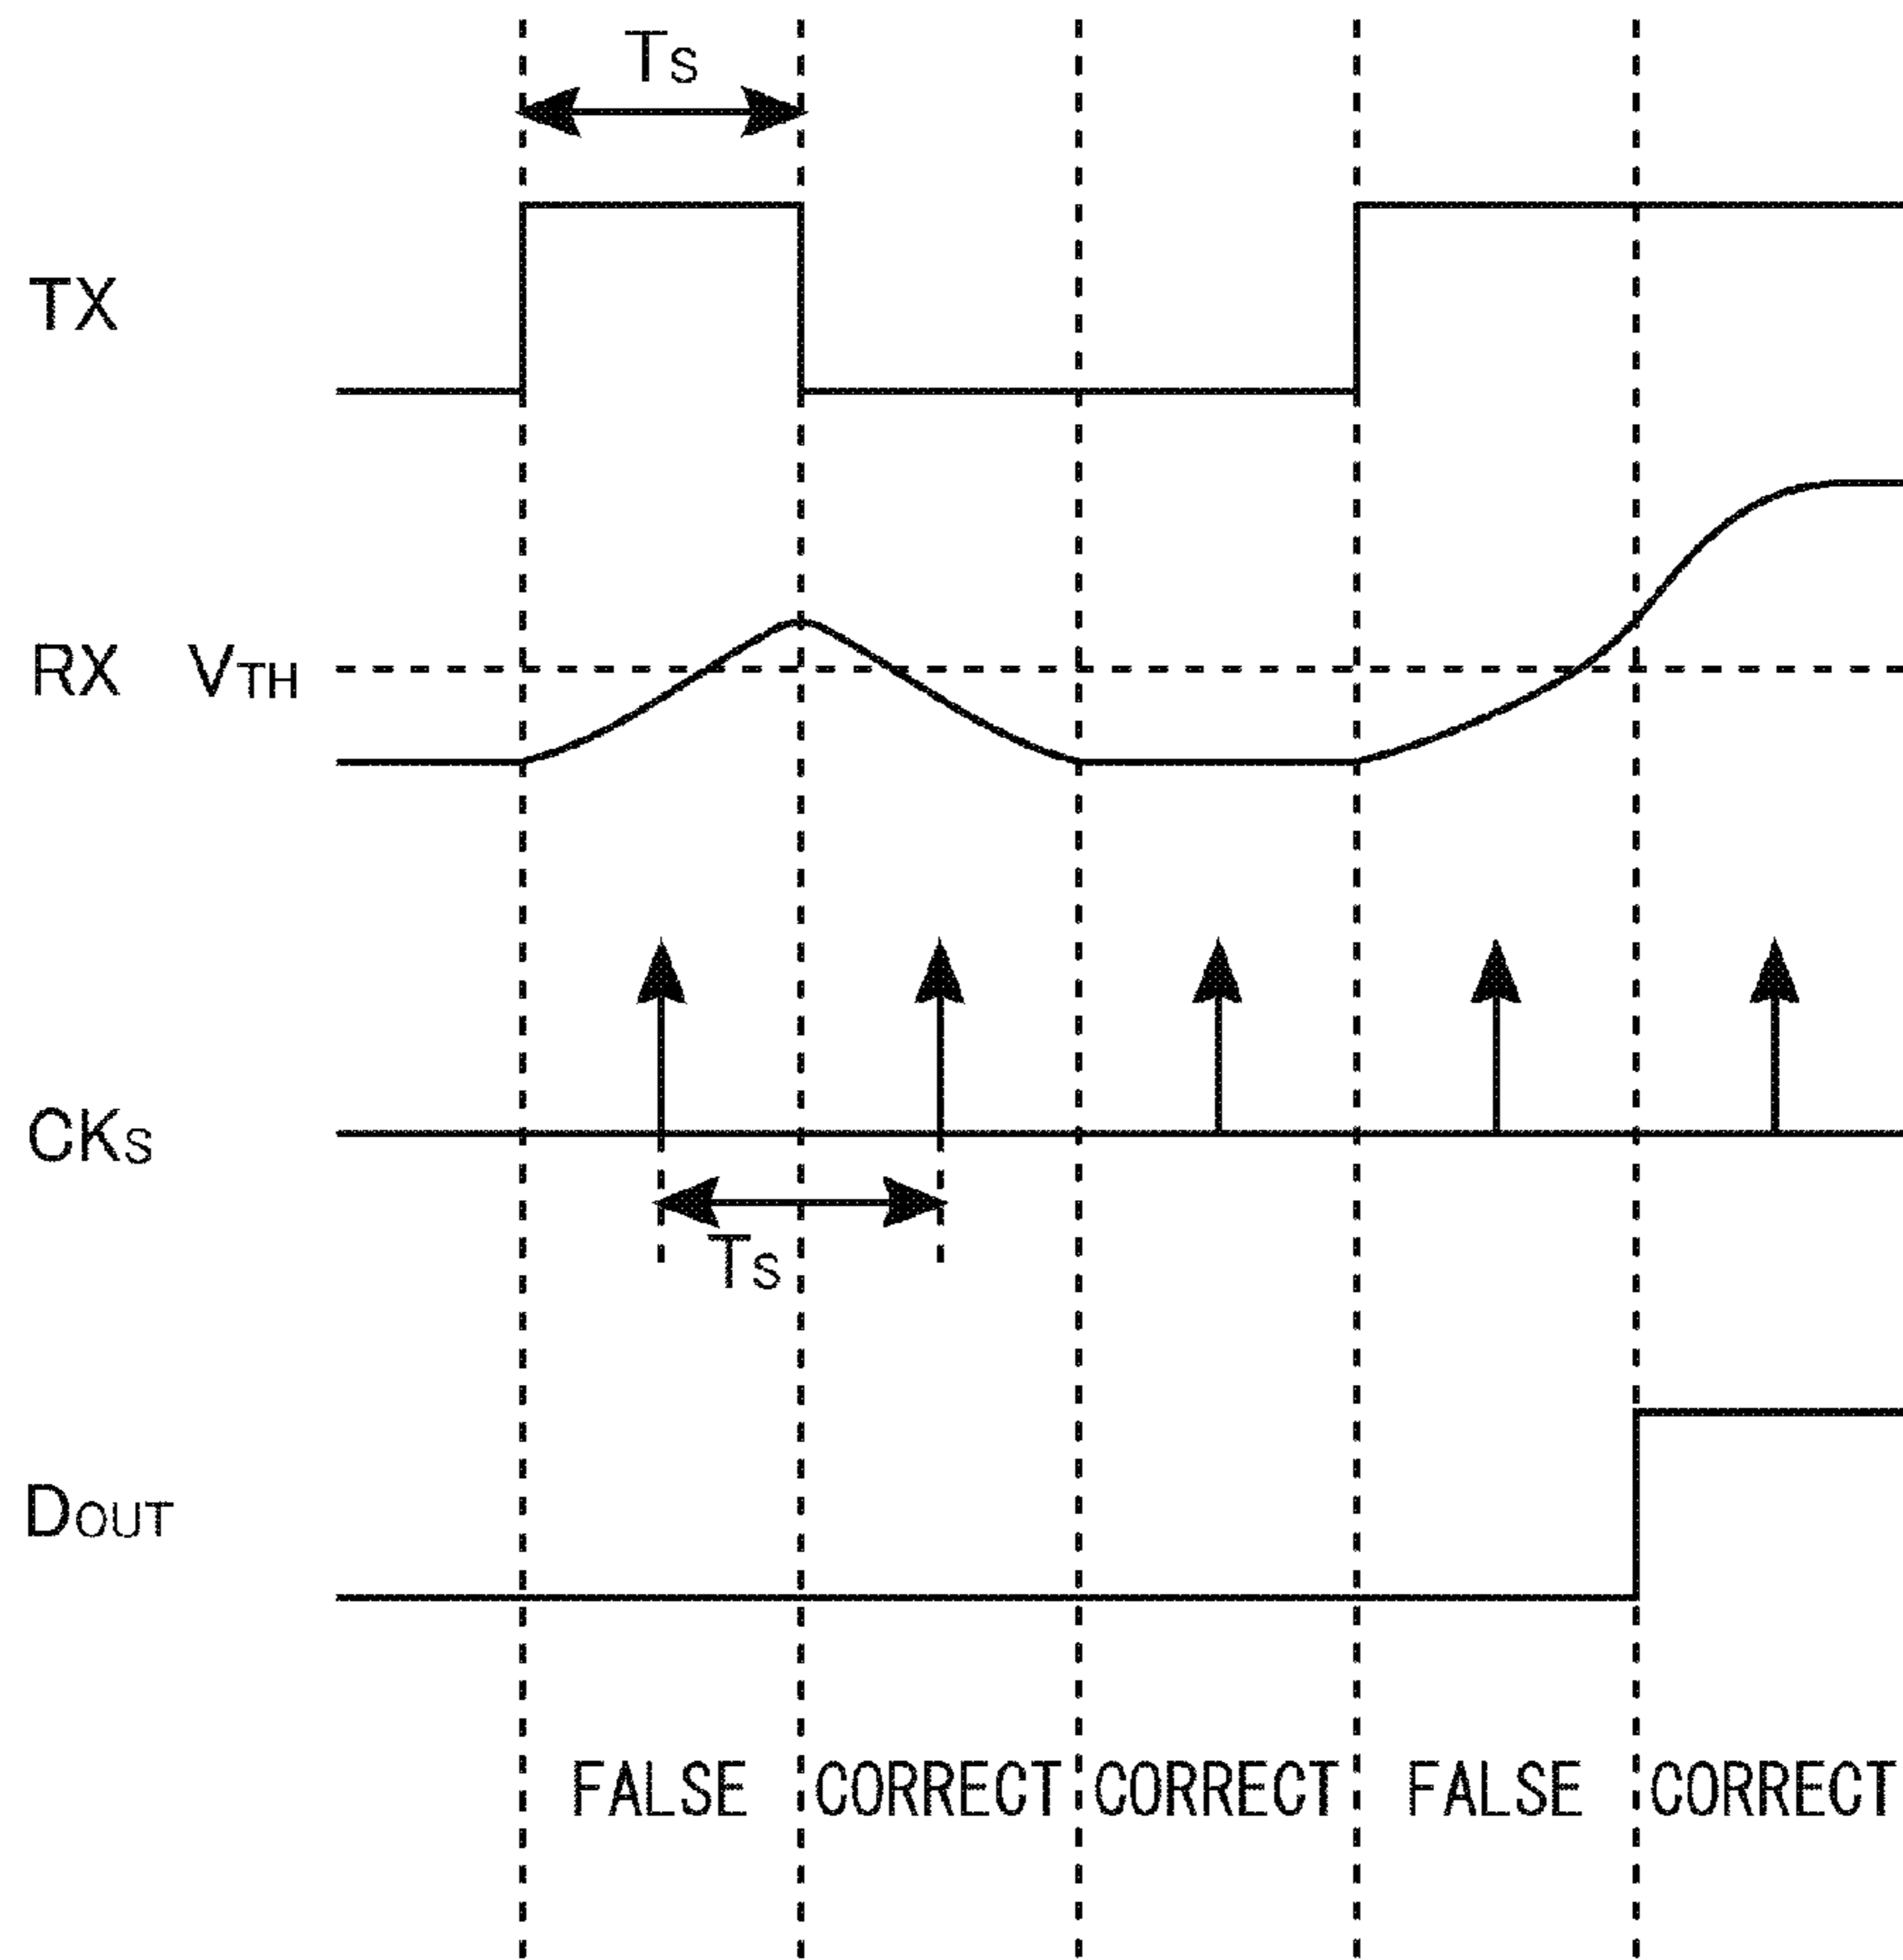 TS
TX
RX VTH
CKS
TS
DOUT
FALSE CORRECT CORRECT FALSE CORRECT